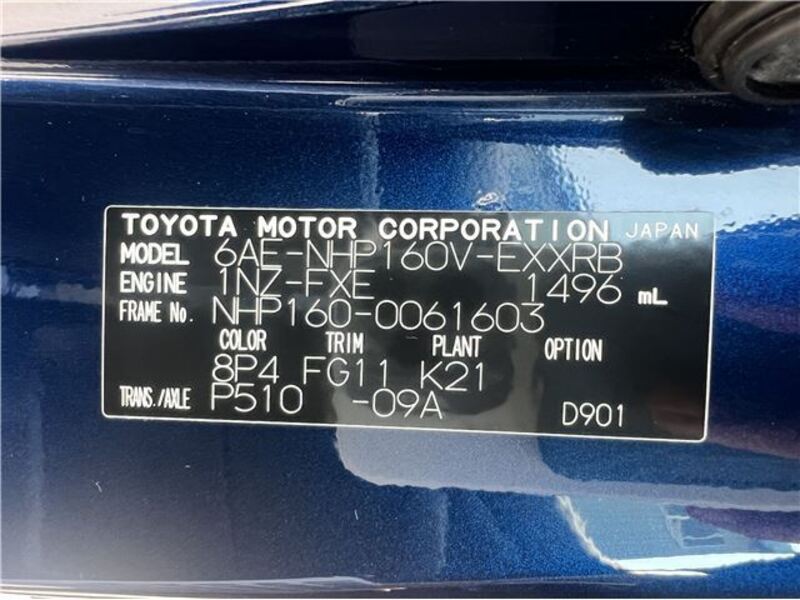 TOYOTA MOTOR CORPORATION JAPAN
MODEL 6AE-NHP160V-EXXRB
ENGINE 1NZ-FXE 1496 mL
FRAME No. NHP160-0061603
COLOR TRIM PLANT OPTION
8P4 FG11 K21
TRANS./AXLE P510 -09A D901